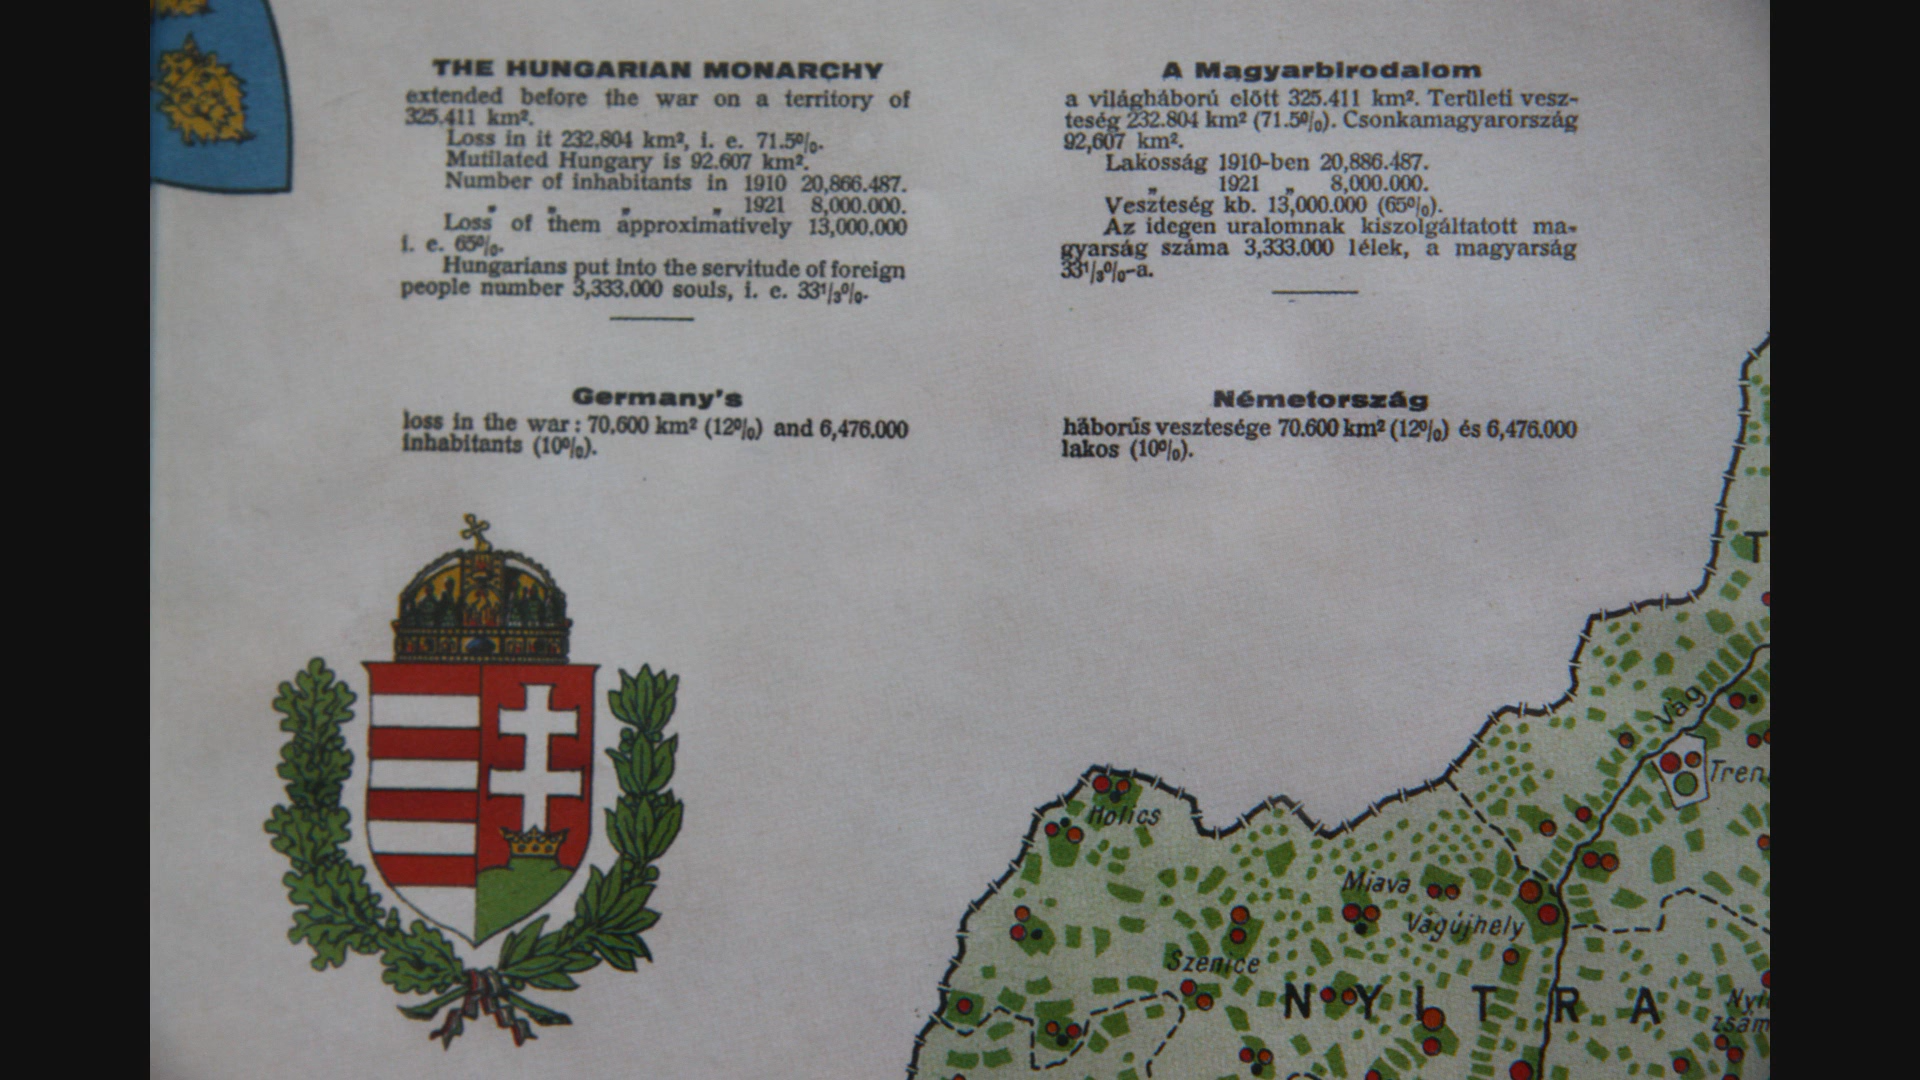 THE HUNGARIAN MONARCHY
extended before the war on a territory of
325.411 km².
Loss in it 232.804 km², i. e. 71.5%.
Mutilated Hungary is 92.607 km².
Number of inhabitants in 1910 20,866.487.
„ „ „ „ 1921 8,000.000.
Loss of them approximatively 13,000.000
i. e. 65%.
Hungarians put into the servitude of foreign
people number 3,333.000 souls, i. e. 33¹/₃%.
Germany's
loss in the war: 70,600 km² (12%) and 6,476.000
inhabitants (10%).
A Magyarbirodalom
a világháború előtt 325.411 km². Területi vesz-
teség 232.804 km² (71.5%). Csonkamagyarország
92,607 km².
Lakosság 1910-ben 20,886.487.
„ 1921 „ 8,000.000.
Veszteség kb. 13,000.000 (65%).
Az idegen uralomnak kiszolgáltatott ma-
gyarság száma 3,333.000 lélek, a magyarság
33¹/₃%-a.
Németország
háborús vesztesége 70.600 km² (12%) és 6,476.000
lakos (10%).
T
Vág
Tren
Holics
Miava
Vágújhely
Szenice
NYITRA
Nyi
zsám